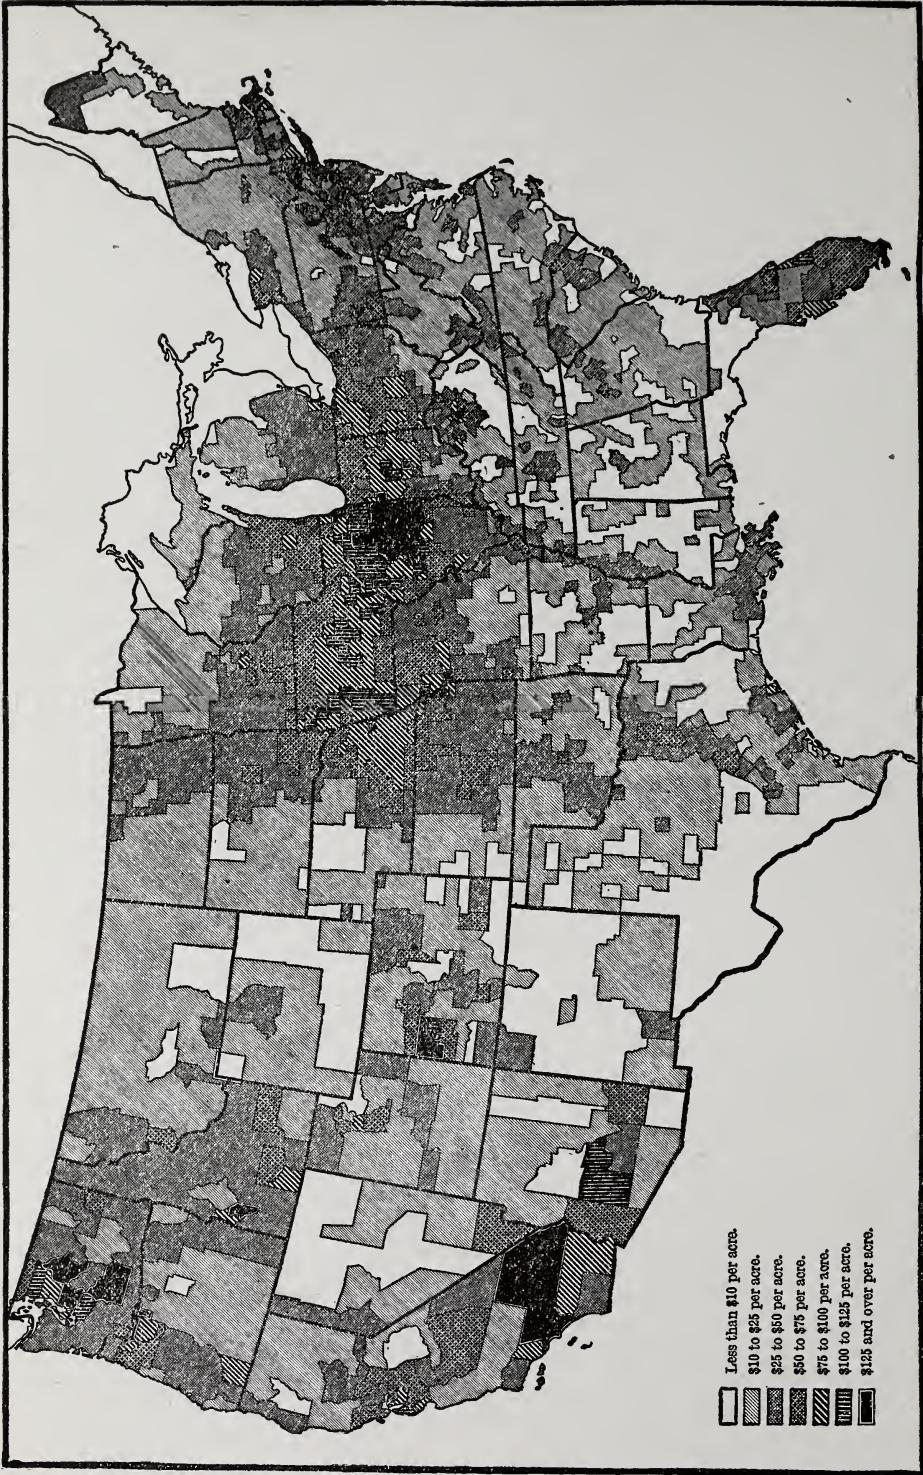 Less than $10 per acre.
$10 to $25 per acre.
$25 to $50 per acre.
$50 to $75 per acre.
$75 to $100 per acre.
$100 to $125 per acre.
$125 and over per acre.